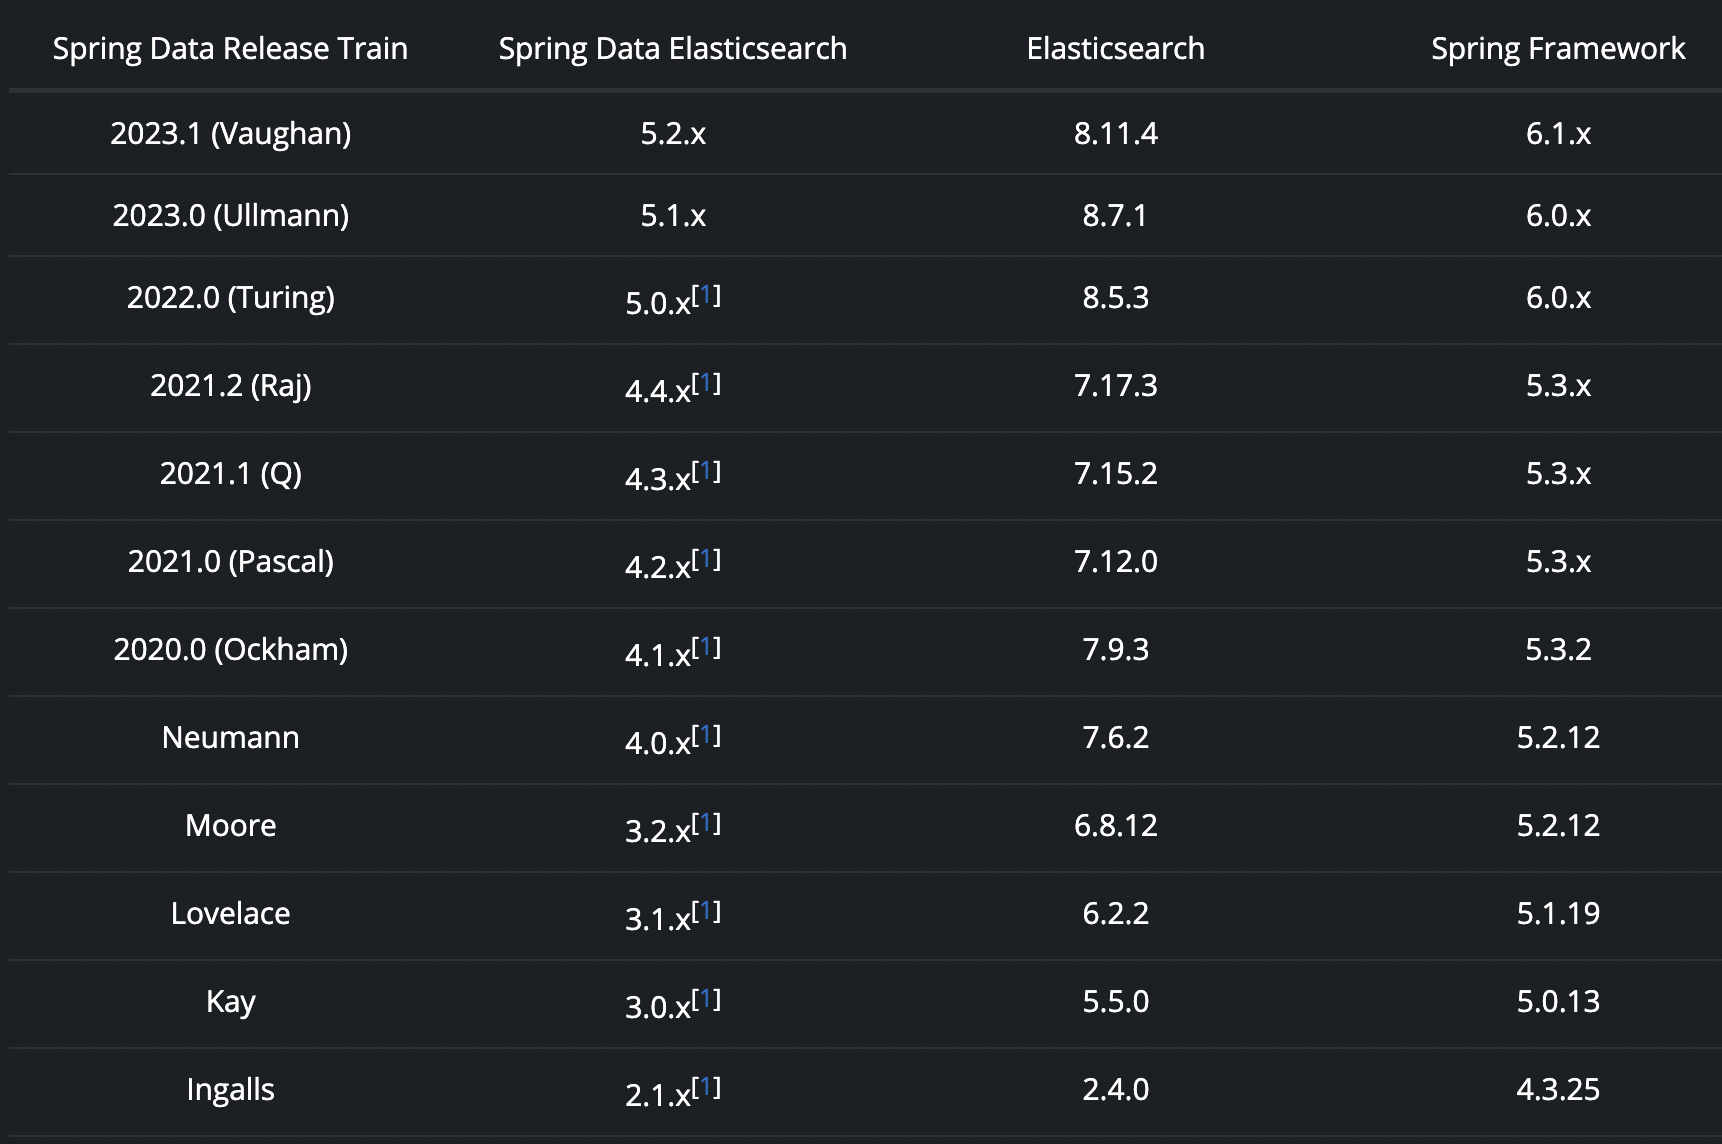 Spring Data Release Train Spring Data Elasticsearch Elasticsearch Spring Framework
2023.1 (Vaughan) 5.2.x 8.11.4 6.1.x
2023.0 (Ullmann) 5.1.x 8.7.1 6.0.x
2022.0 (Turing) 5.0.x[1] 8.5.3 6.0.x
2021.2 (Raj) 4.4.x[1] 7.17.3 5.3.x
2021.1 (Q) 4.3.x[1] 7.15.2 5.3.x
2021.0 (Pascal) 4.2.x[1] 7.12.0 5.3.x
2020.0 (Ockham) 4.1.x[1] 7.9.3 5.3.2
Neumann 4.0.x[1] 7.6.2 5.2.12
Moore 3.2.x[1] 6.8.12 5.2.12
Lovelace 3.1.x[1] 6.2.2 5.1.19
Kay 3.0.x[1] 5.5.0 5.0.13
Ingalls 2.1.x[1] 2.4.0 4.3.25